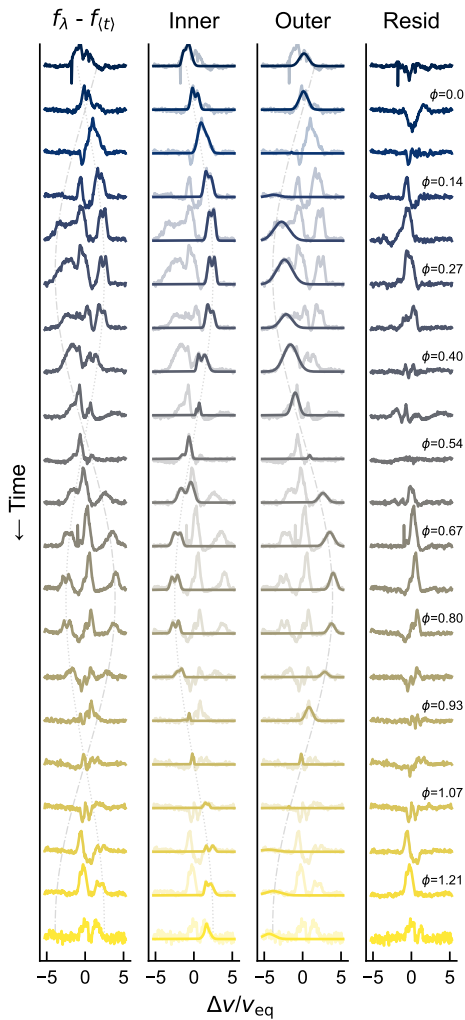 f_λ - f_⟨t⟩ Inner Outer Resid
ϕ=0.0
ϕ=0.14
ϕ=0.27
ϕ=0.40
ϕ=0.54
← Time
ϕ=0.67
ϕ=0.80
ϕ=0.93
ϕ=1.07
ϕ=1.21
−5 0 5 −5 0 5 −5 0 5 −5 0 5
Δv/v_eq